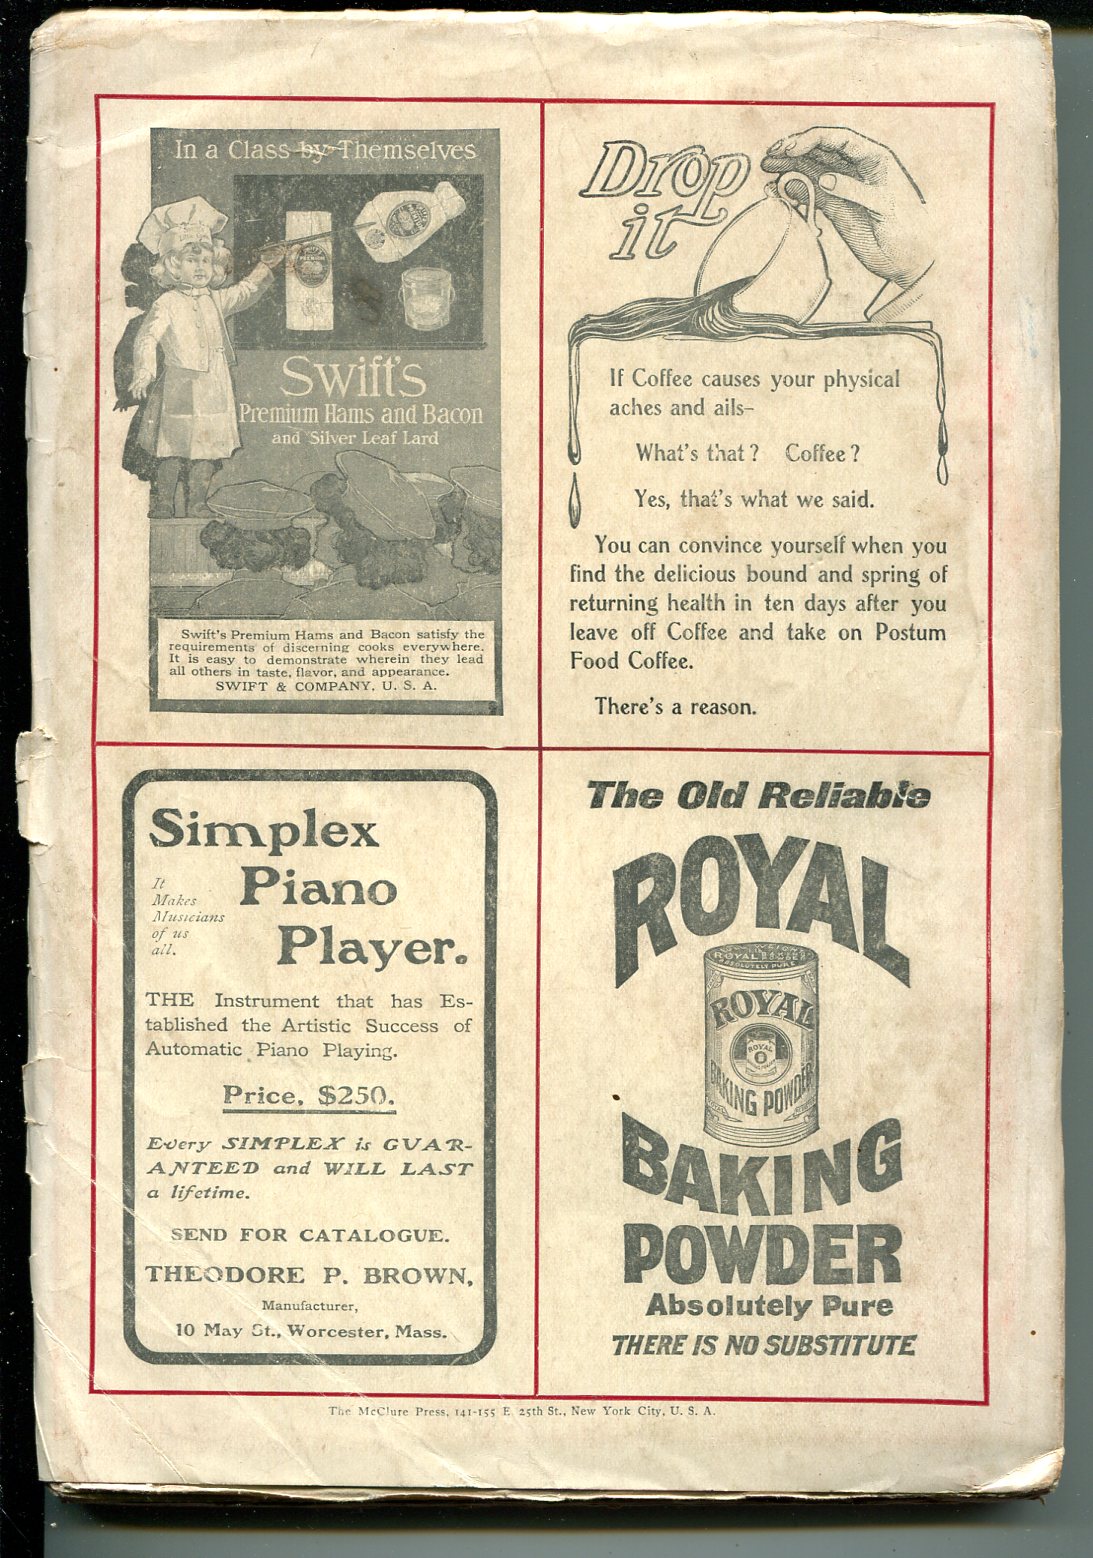 In a Class by Themselves
Swift's
Premium Hams and Bacon
and Silver Leaf Lard
Swift's Premium Hams and Bacon satisfy the
requirements of discerning cooks everywhere.
It is easy to demonstrate wherein they lead
all others in taste, flavor, and appearance.
SWIFT & COMPANY, U. S. A.
Drop
it
If Coffee causes your physical
aches and ails—
What's that? Coffee?
Yes, that's what we said.
You can convince yourself when you
find the delicious bound and spring of
returning health in ten days after you
leave off Coffee and take on Postum
Food Coffee.
There's a reason.
Simplex
Piano
Player.
It
Makes
Musicians
of us
all.
THE Instrument that has Es-
tablished the Artistic Success of
Automatic Piano Playing.
Price, $250.
Every SIMPLEX is GUAR-
ANTEED and WILL LAST
a lifetime.
SEND FOR CATALOGUE.
THEODORE P. BROWN,
Manufacturer,
10 May St., Worcester, Mass.
The Old Reliable
ROYAL
ROYAL
ABSOLUTELY PURE
ROYAL
ROYAL
BAKING POWDER
BAKING
POWDER
Absolutely Pure
THERE IS NO SUBSTITUTE
The McClure Press, 141-155 E. 25th St., New York City, U. S. A.